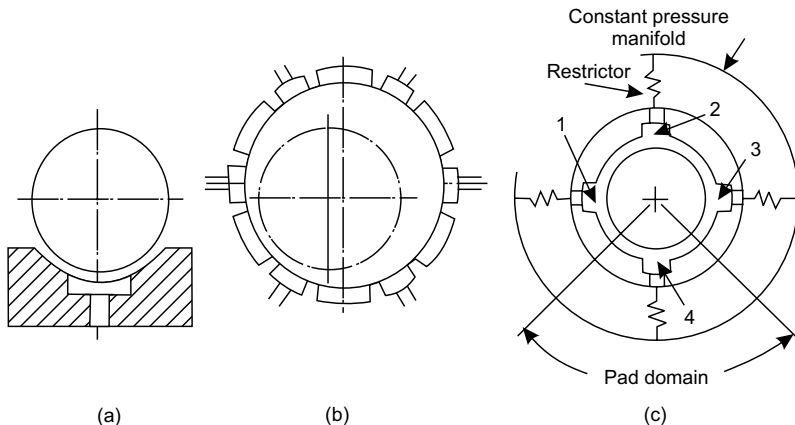 Constant pressure
manifold
Restrictor
1
2
3
4
Pad domain
(a)
(b)
(c)